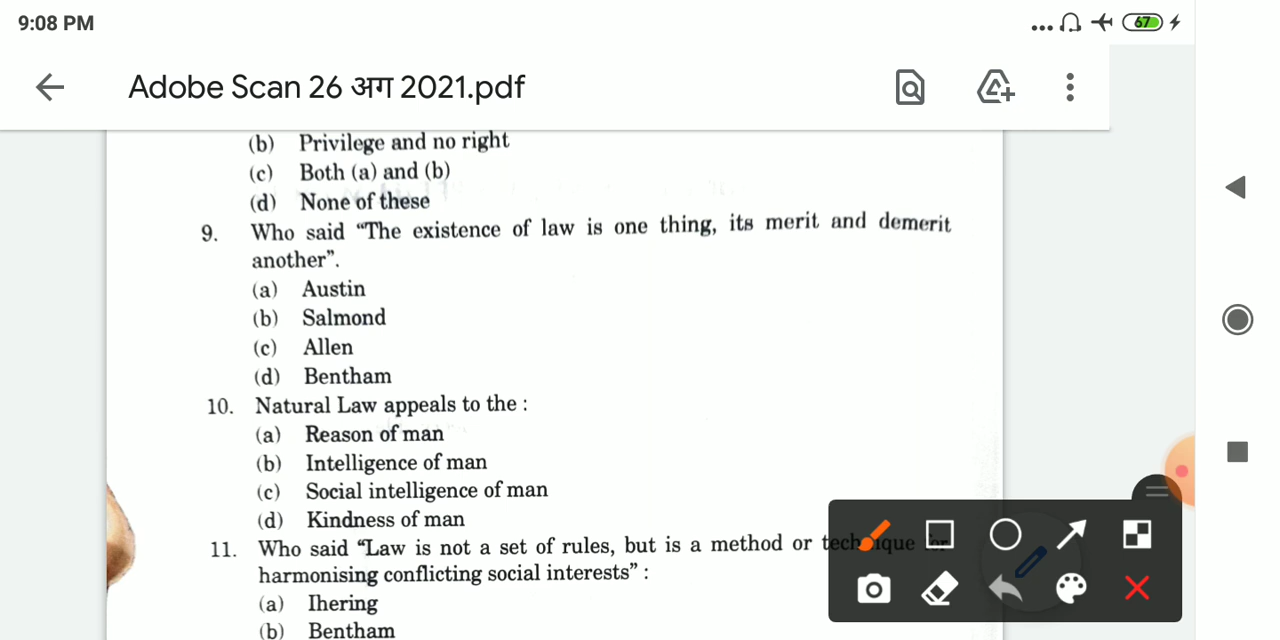 9:08 PM
67
Adobe Scan 26 अग 2021.pdf
(b) Privilege and no right
(c) Both (a) and (b)
(d) None of these
9. Who said “The existence of law is one thing, its merit and demerit
another”.
(a) Austin
(b) Salmond
(c) Allen
(d) Bentham
10. Natural Law appeals to the :
(a) Reason of man
(b) Intelligence of man
(c) Social intelligence of man
(d) Kindness of man
11. Who said “Law is not a set of rules, but is a method or technique for
harmonising conflicting social interests” :
(a) Ihering
(b) Bentham